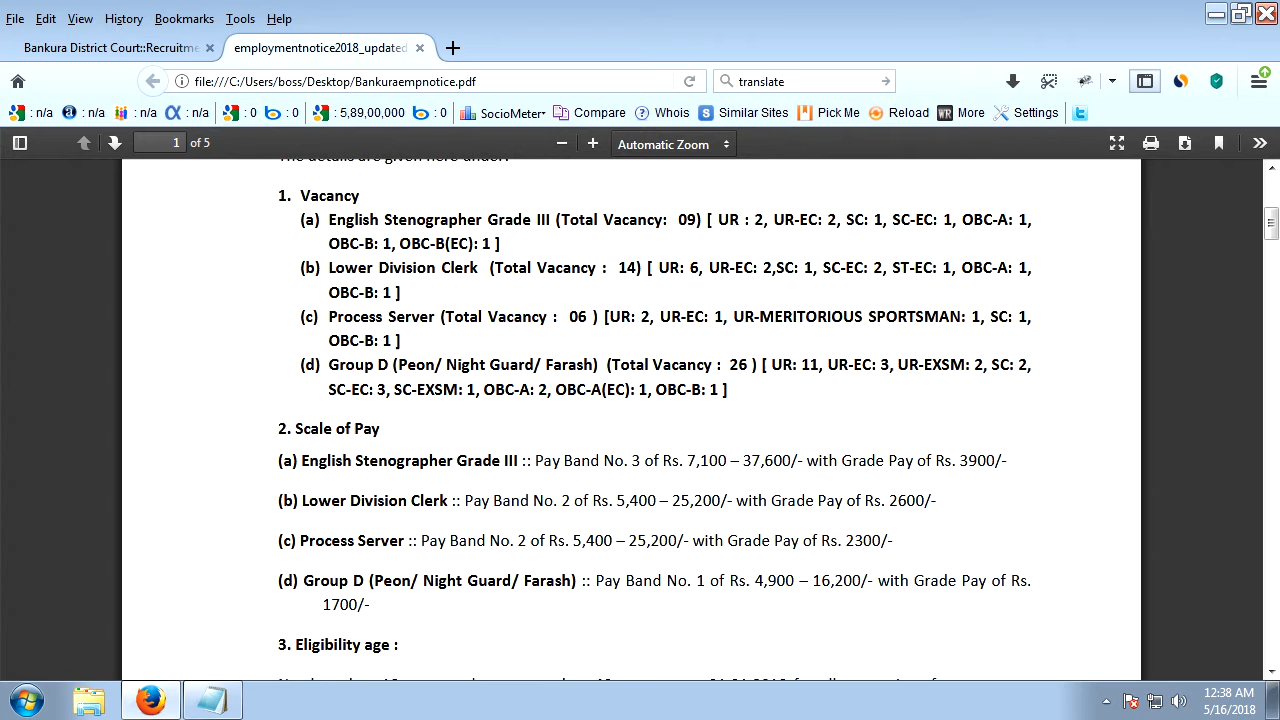 File Edit View History Bookmarks Tools Help
Bankura District Court::Recruitme × employmentnotice2018_updated ×
file:///C:/Users/boss/Desktop/Bankuraempnotice.pdf translate
: n/a : n/a : n/a : n/a : 0 : 0 : 5,89,00,000 : 0 SocioMeter Compare Whois Similar Sites Pick Me Reload WR More Settings
1 of 5 Automatic Zoom
The details are given here under:
1. Vacancy
(a) English Stenographer Grade III (Total Vacancy: 09) [ UR : 2, UR-EC: 2, SC: 1, SC-EC: 1, OBC-A: 1,
OBC-B: 1, OBC-B(EC): 1 ]
(b) Lower Division Clerk (Total Vacancy : 14) [ UR: 6, UR-EC: 2,SC: 1, SC-EC: 2, ST-EC: 1, OBC-A: 1,
OBC-B: 1 ]
(c) Process Server (Total Vacancy : 06 ) [UR: 2, UR-EC: 1, UR-MERITORIOUS SPORTSMAN: 1, SC: 1,
OBC-B: 1 ]
(d) Group D (Peon/ Night Guard/ Farash) (Total Vacancy : 26 ) [ UR: 11, UR-EC: 3, UR-EXSM: 2, SC: 2,
SC-EC: 3, SC-EXSM: 1, OBC-A: 2, OBC-A(EC): 1, OBC-B: 1 ]
2. Scale of Pay
(a) English Stenographer Grade III :: Pay Band No. 3 of Rs. 7,100 – 37,600/- with Grade Pay of Rs. 3900/-
(b) Lower Division Clerk :: Pay Band No. 2 of Rs. 5,400 – 25,200/- with Grade Pay of Rs. 2600/-
(c) Process Server :: Pay Band No. 2 of Rs. 5,400 – 25,200/- with Grade Pay of Rs. 2300/-
(d) Group D (Peon/ Night Guard/ Farash) :: Pay Band No. 1 of Rs. 4,900 – 16,200/- with Grade Pay of Rs.
1700/-
3. Eligibility age :
12:38 AM
5/16/2018